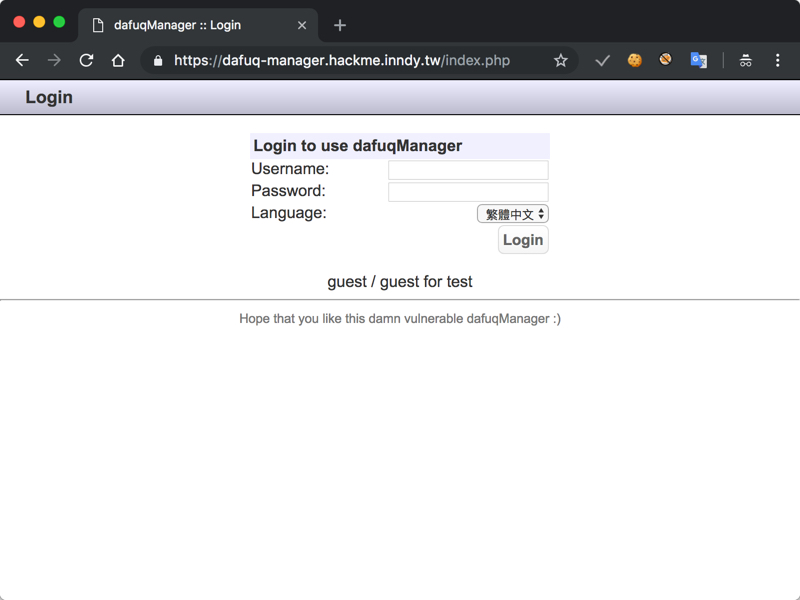 dafuqManager :: Login
https://dafuq-manager.hackme.inndy.tw/index.php
Login
Login to use dafuqManager
Username:
Password:
Language: 繁體中文
Login
guest / guest for test
Hope that you like this damn vulnerable dafuqManager :)